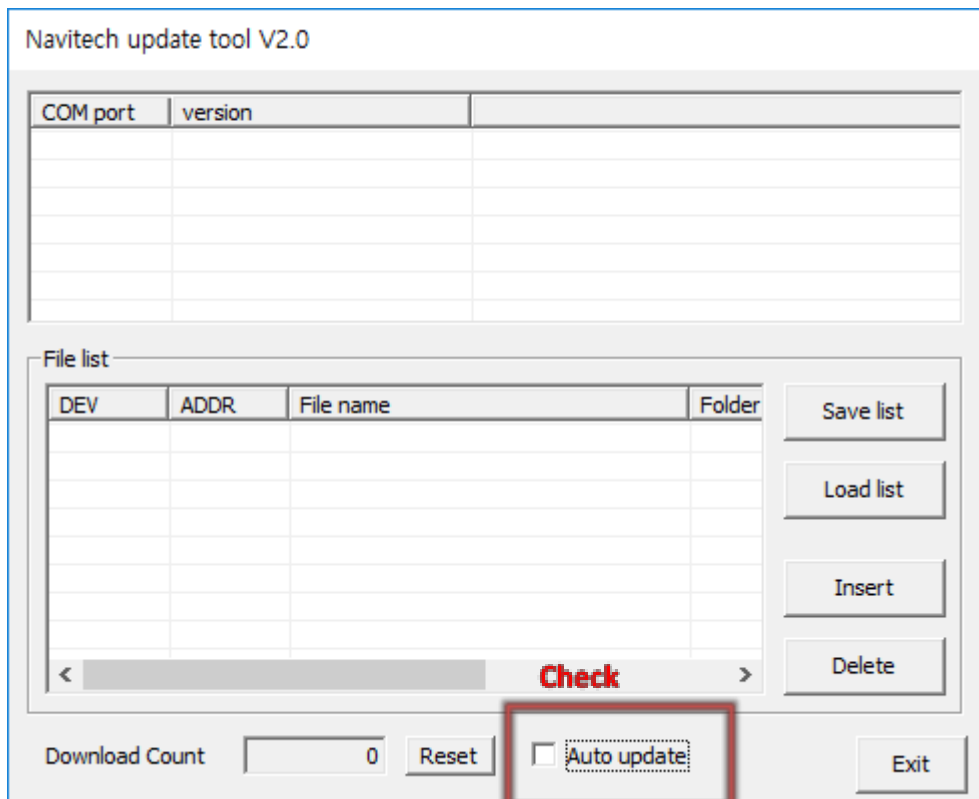 Navitech update tool V2.0
COM port version
File list
DEV ADDR File name Folder
Save list
Load list
Insert
Delete
Check
Download Count 0 Reset Auto update Exit